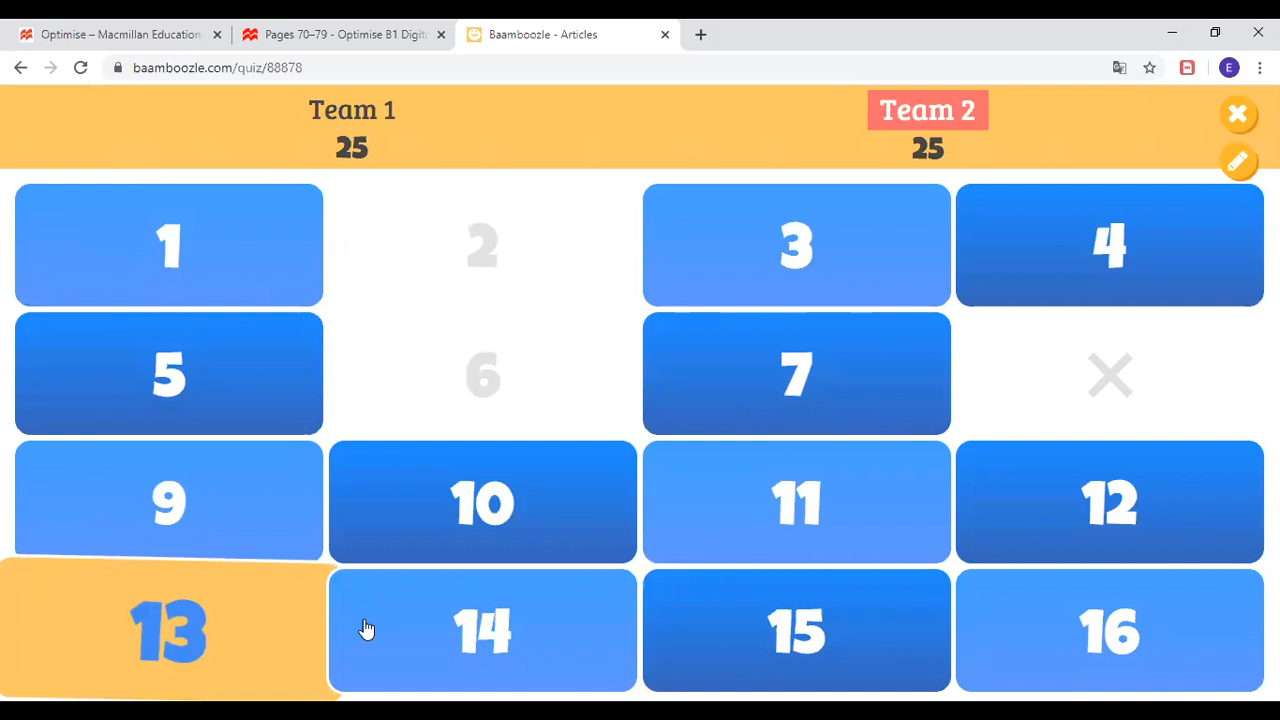 Optimise – Macmillan Education
Pages 70–79 - Optimise B1 Digita
Baamboozle - Articles
baamboozle.com/quiz/88878
E
Team 1
Team 2
25
25
1
2
3
4
5
6
7
9
10
11
12
13
14
15
16